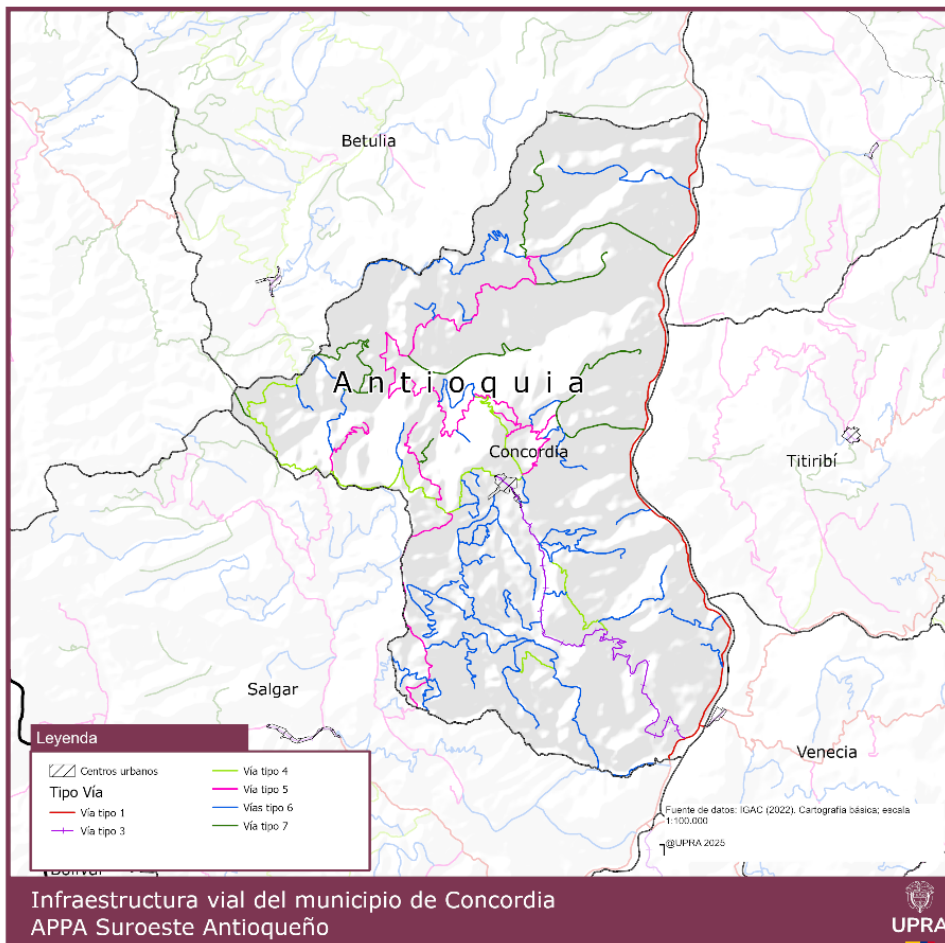 Betulia
Antioquia
Concordia
Titiribí
Salgar
Venecia
Leyenda
Centros urbanos
Tipo Vía
Vía tipo 1
Vía tipo 3
Vía tipo 4
Vía tipo 5
Vías tipo 6
Vía tipo 7
Bolívar
Fuente de datos: IGAC (2022). Cartografía básica; escala
1:100.000
@UPRA 2025
Infraestructura vial del municipio de Concordia
APPA Suroeste Antioqueño
UPRA